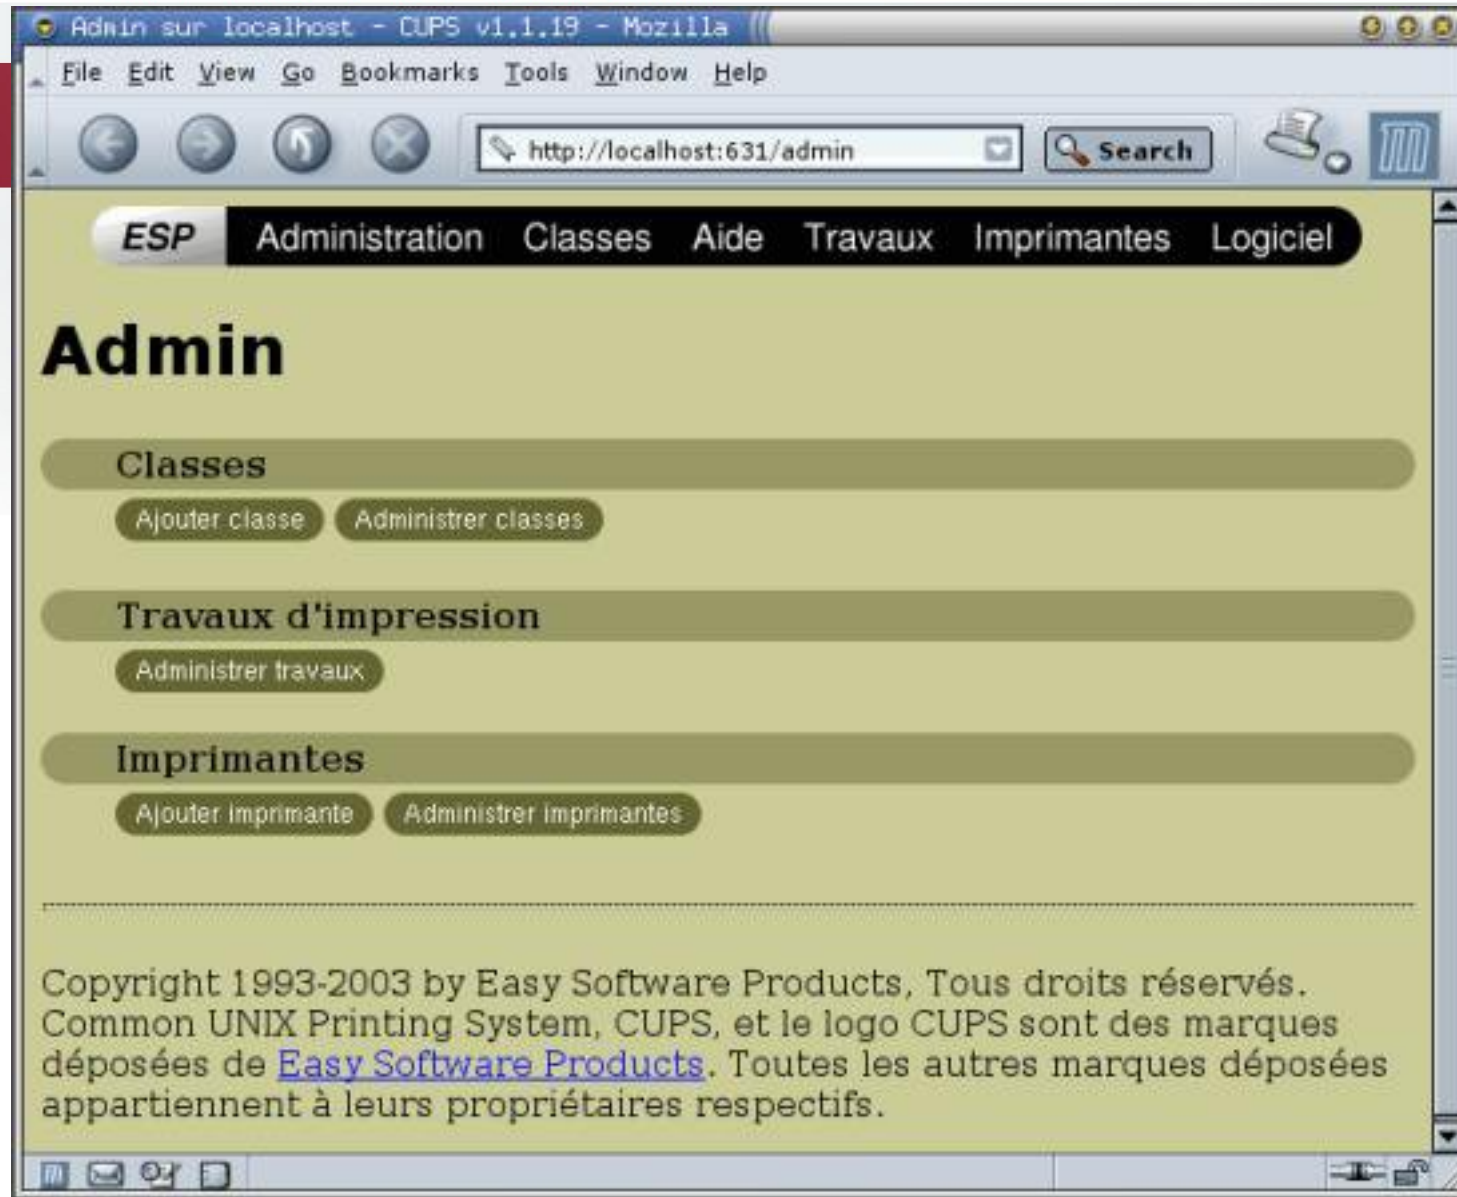 Admin sur localhost - CUPS v1.1.19 - Mozilla
File Edit View Go Bookmarks Tools Window Help
http://localhost:631/admin Search
ESP Administration Classes Aide Travaux Imprimantes Logiciel
Admin
Classes
Ajouter classe Administrer classes
Travaux d'impression
Administrer travaux
Imprimantes
Ajouter imprimante Administrer imprimantes
Copyright 1993-2003 by Easy Software Products, Tous droits réservés.
Common UNIX Printing System, CUPS, et le logo CUPS sont des marques
déposées de Easy Software Products. Toutes les autres marques déposées
appartiennent à leurs propriétaires respectifs.